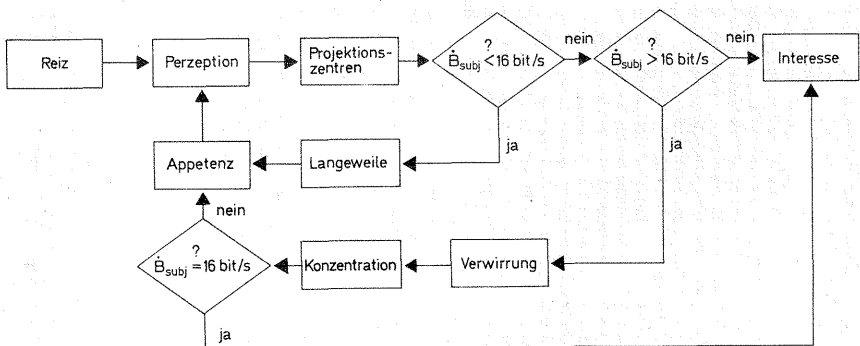 Reiz
Perzeption
Projektions-
zentren
?
Ḃsubj < 16 bit/s
nein
?
Ḃsubj > 16 bit/s
nein
Interesse
ja
ja
Appetenz
Langeweile
nein
?
Ḃsubj = 16 bit/s
Konzentration
Verwirrung
ja